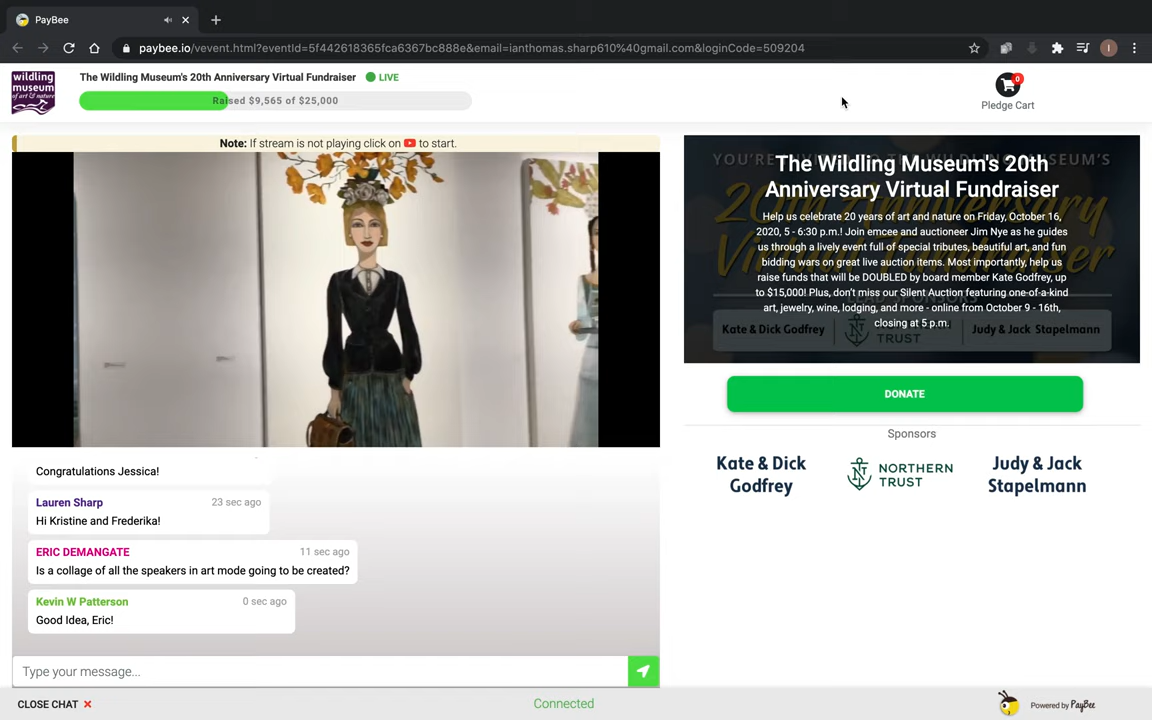 PayBee
paybee.io/vevent.html?eventId=5f442618365fca6367bc888e&email=ianthomas.sharp610%40gmail.com&loginCode=509204
I
wildling
museum
of art & nature
The Wildling Museum's 20th Anniversary Virtual Fundraiser LIVE
Raised $9,565 of $25,000
0
Pledge Cart
Note: If stream is not playing click on to start.
Congratulations Jessica!
Lauren Sharp 23 sec ago
Hi Kristine and Frederika!
ERIC DEMANGATE 11 sec ago
Is a collage of all the speakers in art mode going to be created?
Kevin W Patterson 0 sec ago
Good Idea, Eric!
Type your message...
CLOSE CHAT
Connected
The Wildling Museum's 20th
Anniversary Virtual Fundraiser
Help us celebrate 20 years of art and nature on Friday, October 16,
2020, 5 - 6:30 p.m.! Join emcee and auctioneer Jim Nye as he guides
us through a lively event full of special tributes, beautiful art, and fun
bidding wars on great live auction items. Most importantly, help us
raise funds that will be DOUBLED by board member Kate Godfrey, up
to $15,000! Plus, don't miss our Silent Auction featuring one-of-a-kind
art, jewelry, wine, lodging, and more - online from October 9 - 16th,
closing at 5 p.m.
Kate & Dick Godfrey
TRUST
Judy & Jack Stapelmann
DONATE
Sponsors
Kate & Dick
Godfrey
NORTHERN
TRUST
Judy & Jack
Stapelmann
Powered by PayBee